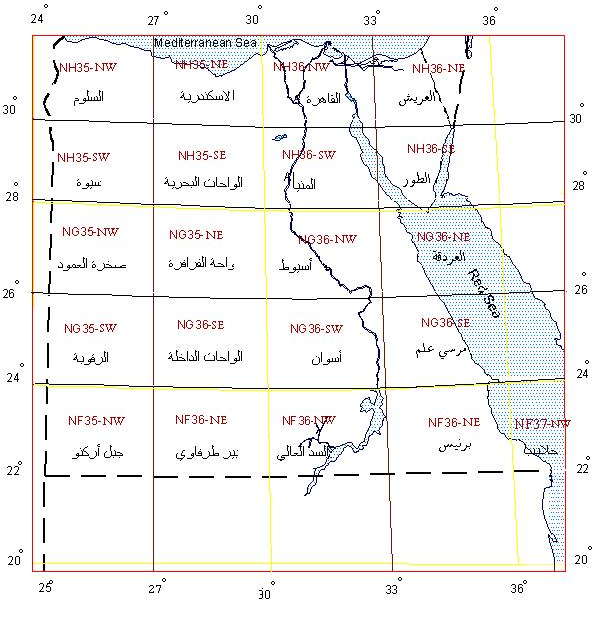 24° 27° 30° 33° 36°
Mediterranean Sea
NH35-NW NH35-NE NH36-NW NH36-NE
السلوم الاسكندرية القاهرة العريش
30° 30°
NH35-SW NH35-SE NH36-SW NH36-SE
سيوة الواحات البحرية المنيا الطور
28° 28°
NG35-NW NG35-NE NG36-NW NG36-NE
صخرة العمود واحة الفرافرة أسيوط الغردقة
Red Sea
26° 26°
NG35-SW NG36-SE NG36-SW NG36-SE
الرقوبة الواحات الداخلة أسوان مرسي علم
24° 24°
NF35-NW NF36-NE NF36-NW NF36-NE NF37-NW
جبل أركنو بير طرفاوي السد العالي برنيس حلايب
22° 22°
20° 20°
25° 27° 30° 33° 36°